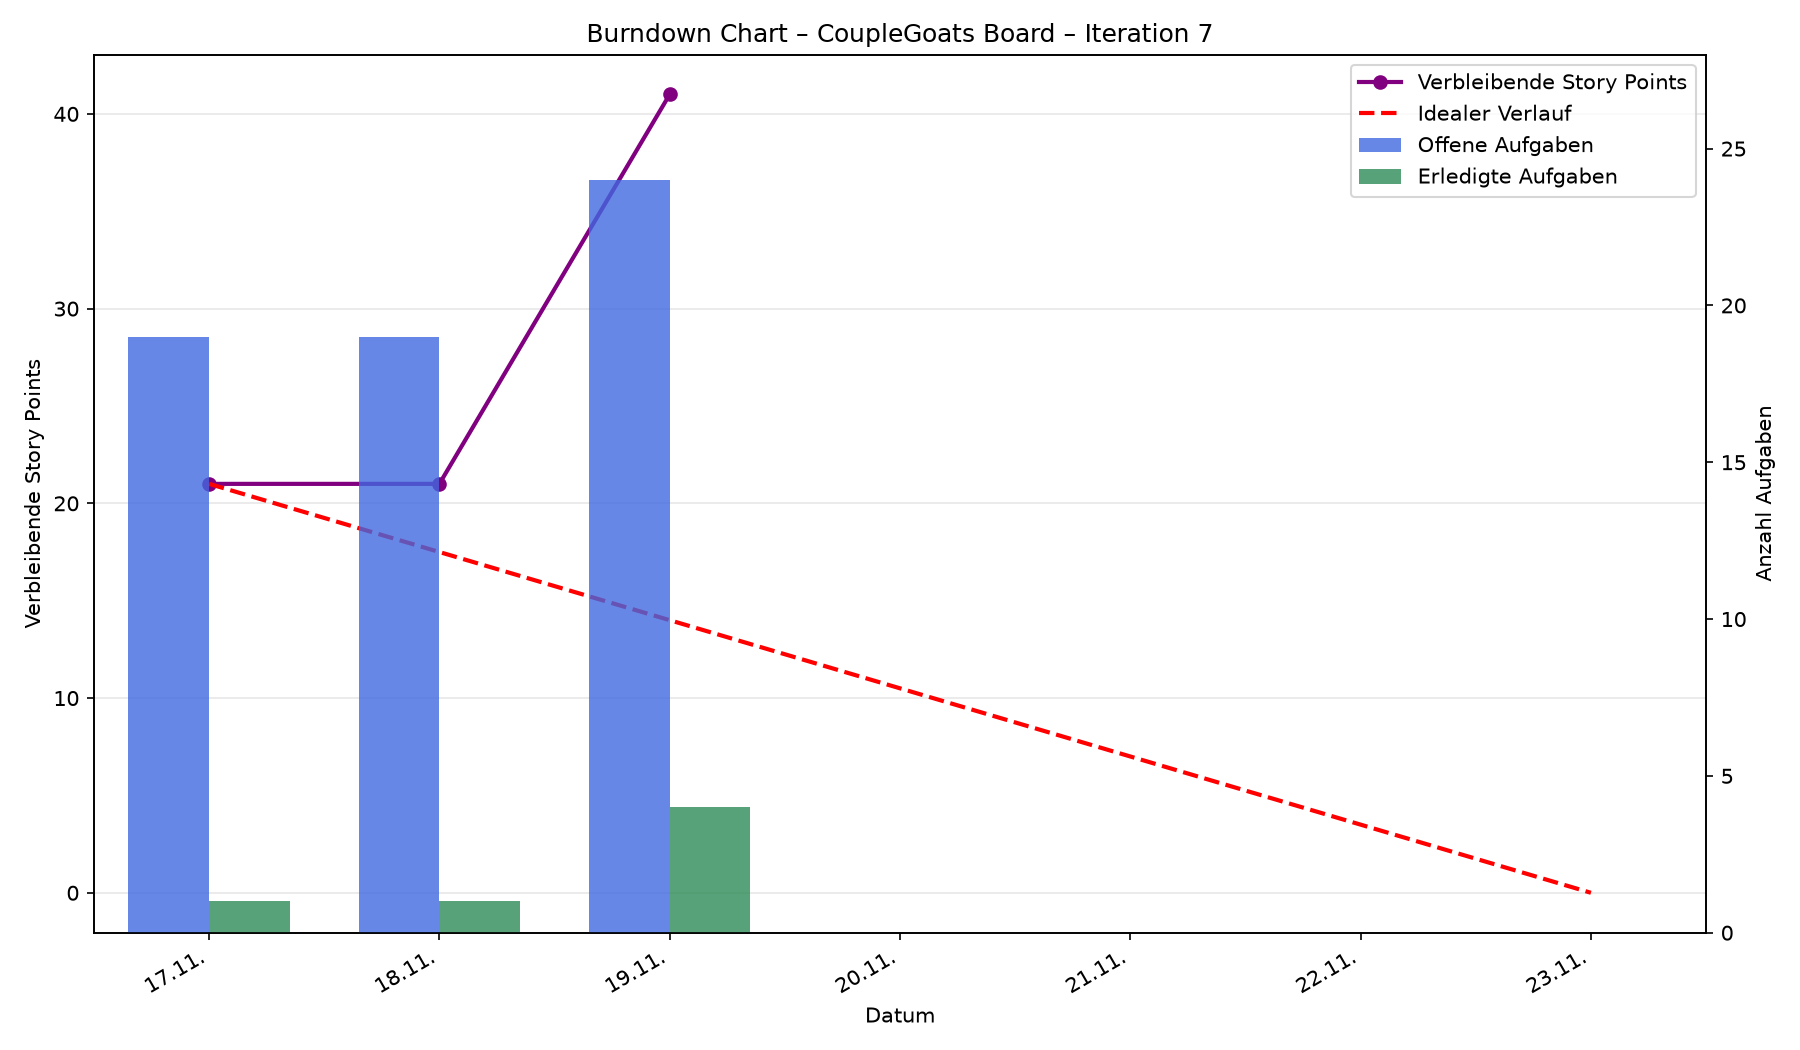 Burndown Chart – CoupleGoats Board – Iteration 7
Verbleibende Story Points
Idealer Verlauf
Offene Aufgaben
Erledigte Aufgaben
Verbleibende Story Points
40
30
20
10
0
Anzahl Aufgaben
25
20
15
10
5
0
17.11.
18.11.
19.11.
20.11.
21.11.
22.11.
23.11.
Datum